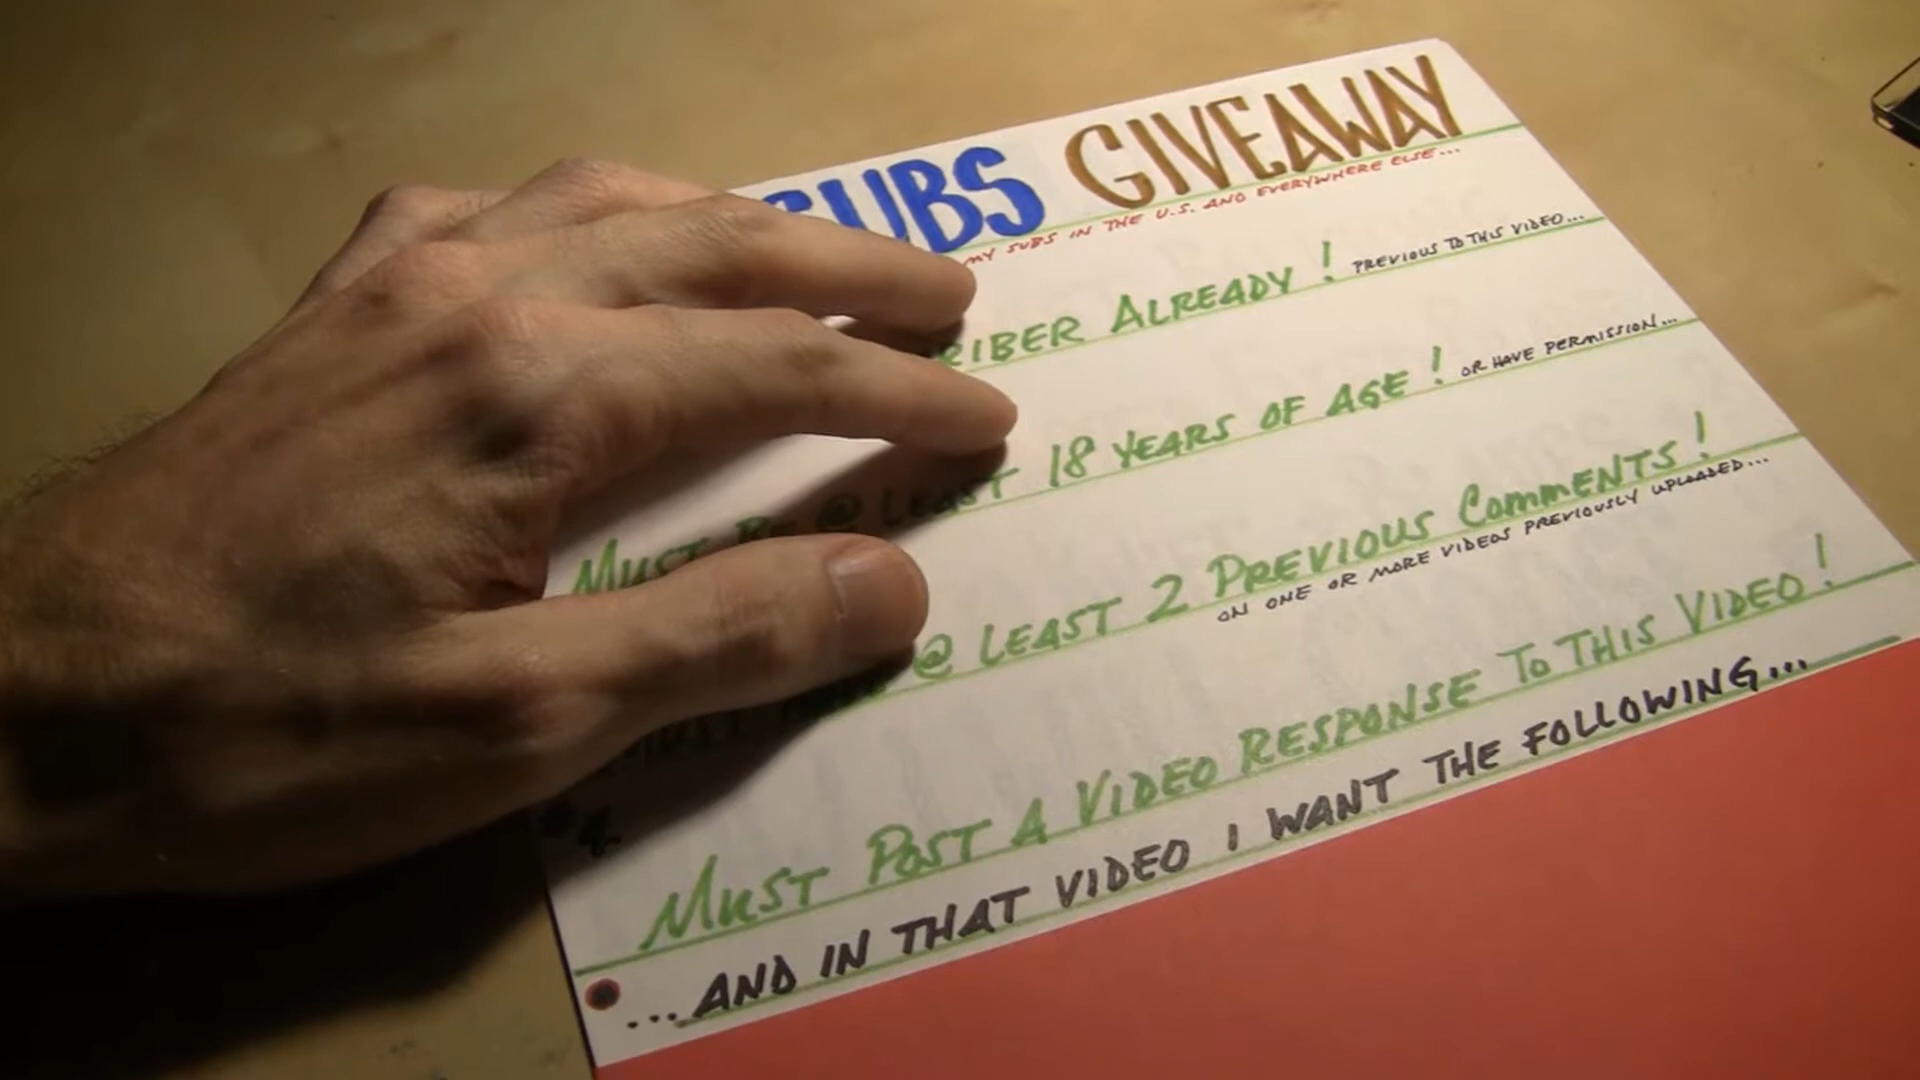 SUBS GIVEAWAY
MY SUBS IN THE U.S. AND EVERYWHERE ELSE...
RIBER ALREADY! PREVIOUS TO THIS VIDEO...
MUST BE @ LEAST 18 YEARS OF AGE! OR HAVE PERMISSION...
@ LEAST 2 PREVIOUS COMMENTS!
ON ONE OR MORE VIDEOS PREVIOUSLY UPLOADED...
#4
MUST POST A VIDEO RESPONSE TO THIS VIDEO!
...AND IN THAT VIDEO I WANT THE FOLLOWING...